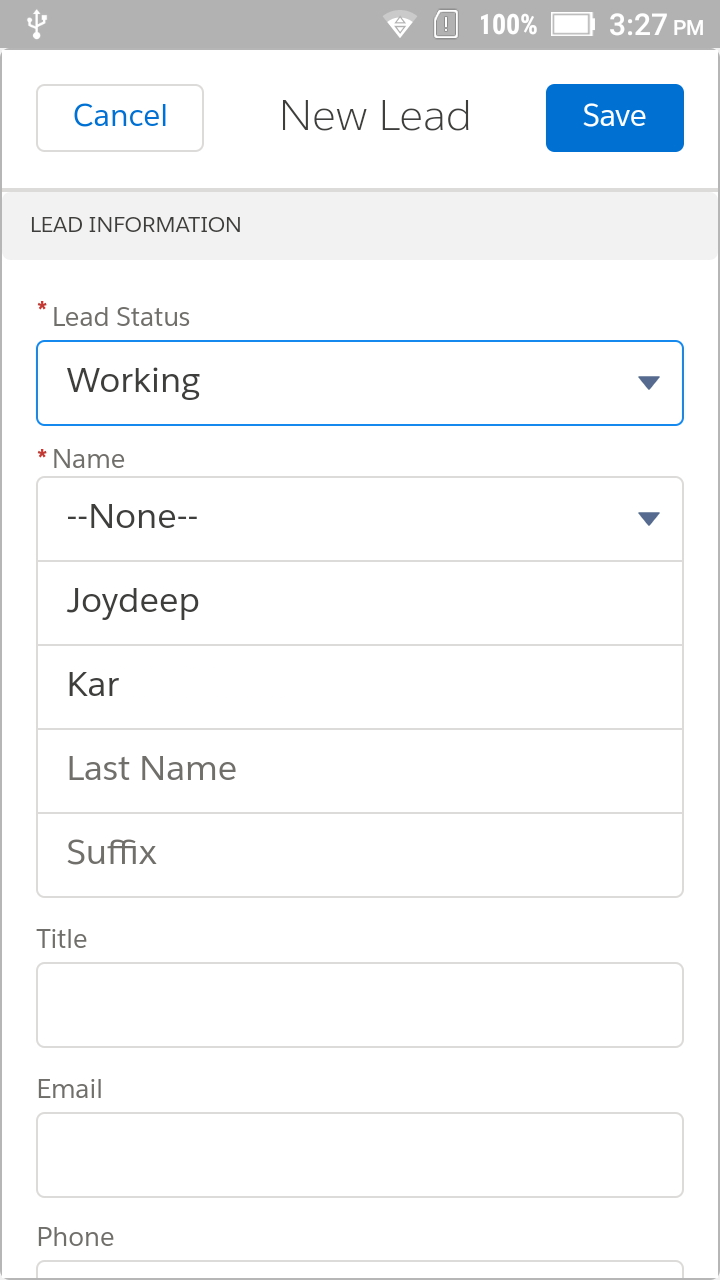 100% 3:27 PM
Cancel New Lead Save
LEAD INFORMATION
* Lead Status
Working
* Name
--None--
Joydeep
Kar
Last Name
Suffix
Title
Email
Phone